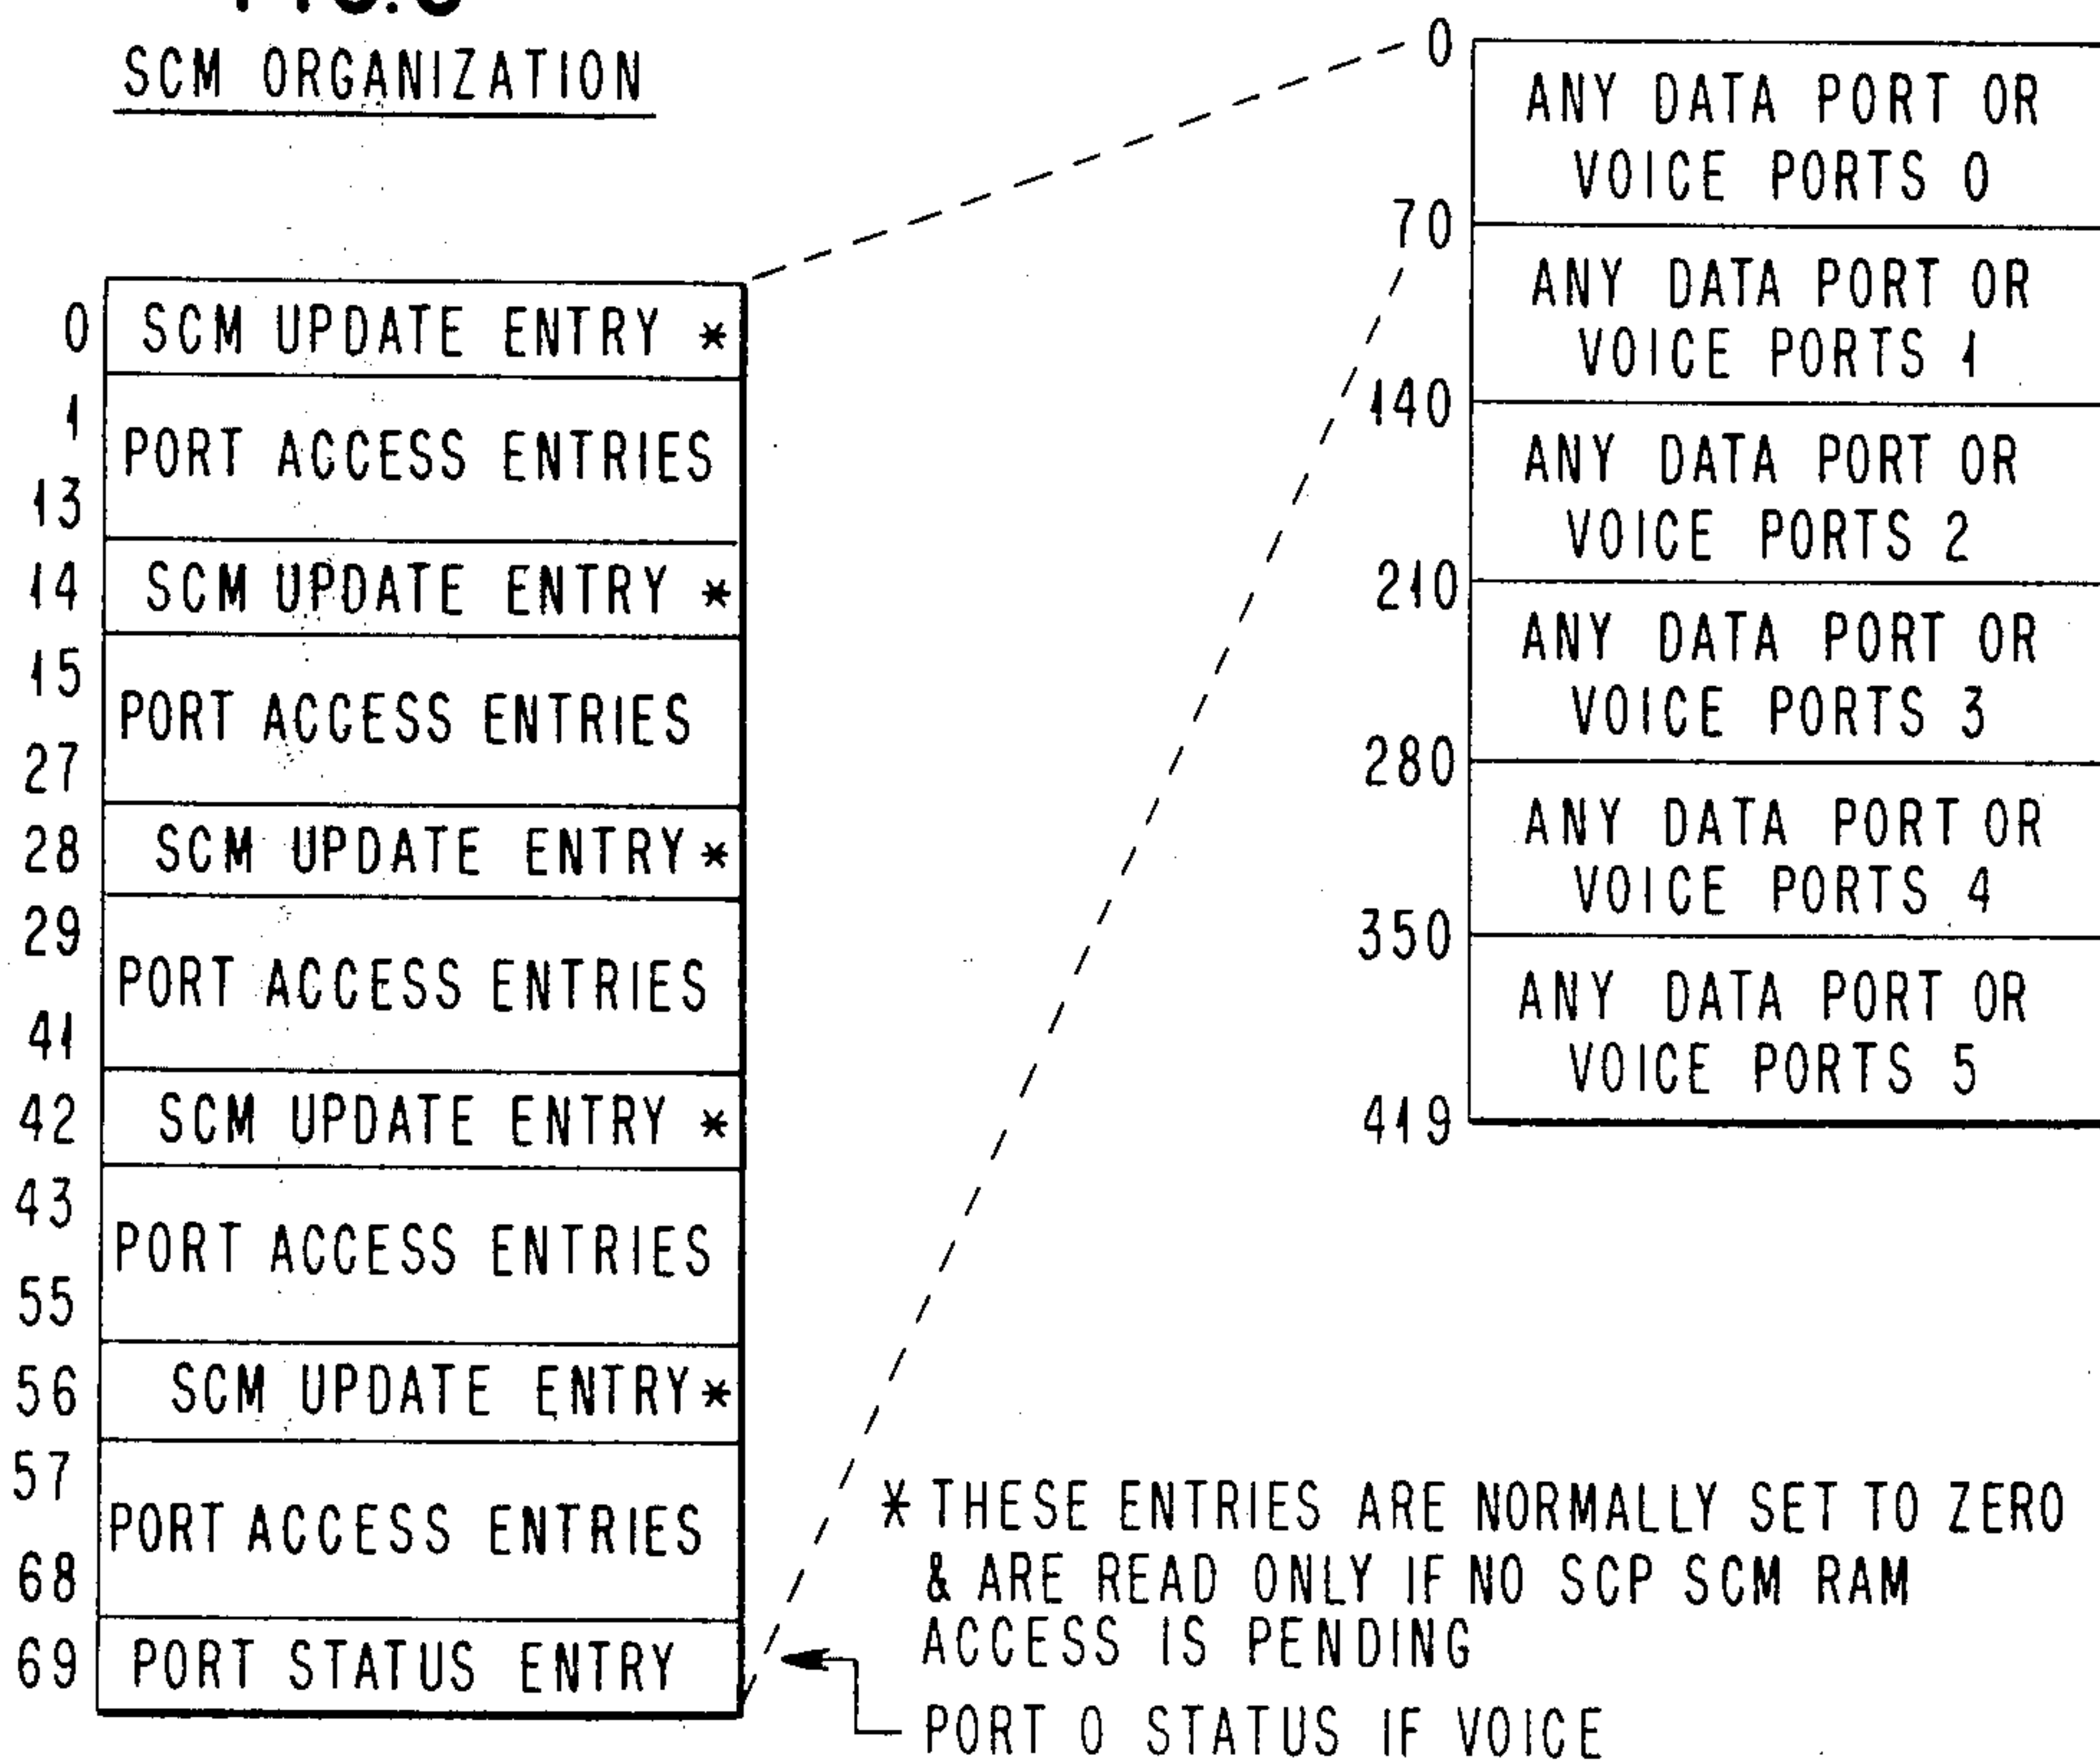 SCM ORGANIZATION
0 SCM UPDATE ENTRY *
1
PORT ACCESS ENTRIES
13
14 SCM UPDATE ENTRY *
15
PORT ACCESS ENTRIES
27
28 SCM UPDATE ENTRY *
29
PORT ACCESS ENTRIES
41
42 SCM UPDATE ENTRY *
43
PORT ACCESS ENTRIES
55
56 SCM UPDATE ENTRY *
57
PORT ACCESS ENTRIES
68
69 PORT STATUS ENTRY
0
ANY DATA PORT OR
VOICE PORTS 0
70
ANY DATA PORT OR
VOICE PORTS 1
140
ANY DATA PORT OR
VOICE PORTS 2
210
ANY DATA PORT OR
VOICE PORTS 3
280
ANY DATA PORT OR
VOICE PORTS 4
350
ANY DATA PORT OR
VOICE PORTS 5
419
* THESE ENTRIES ARE NORMALLY SET TO ZERO
& ARE READ ONLY IF NO SCP SCM RAM
ACCESS IS PENDING
PORT 0 STATUS IF VOICE